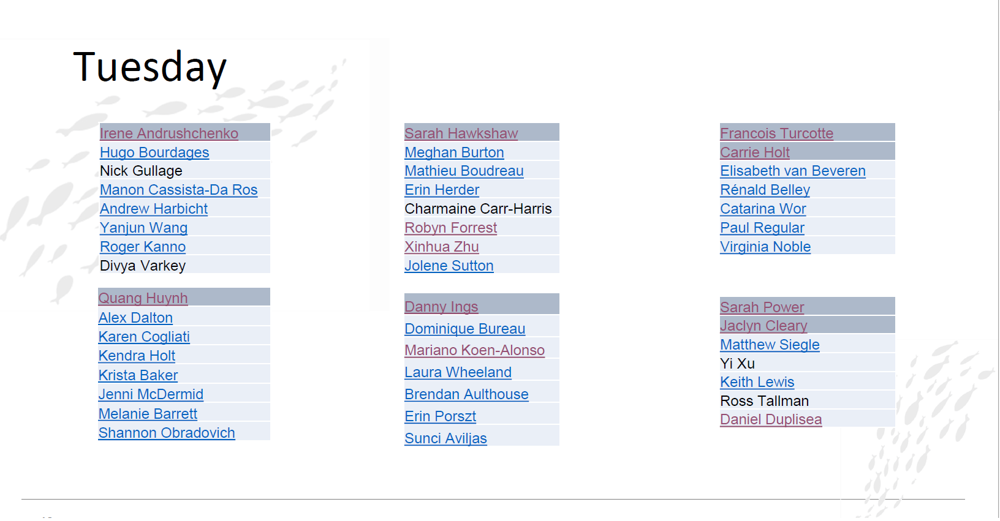 Tuesday
Irene Andrushchenko
Hugo Bourdages
Nick Gullage
Manon Cassista-Da Ros
Andrew Harbicht
Yanjun Wang
Roger Kanno
Divya Varkey
Sarah Hawkshaw
Meghan Burton
Mathieu Boudreau
Erin Herder
Charmaine Carr-Harris
Robyn Forrest
Xinhua Zhu
Jolene Sutton
Francois Turcotte
Carrie Holt
Elisabeth van Beveren
Rénald Belley
Catarina Wor
Paul Regular
Virginia Noble
Quang Huynh
Alex Dalton
Karen Cogliati
Kendra Holt
Krista Baker
Jenni McDermid
Melanie Barrett
Shannon Obradovich
Danny Ings
Dominique Bureau
Mariano Koen-Alonso
Laura Wheeland
Brendan Aulthouse
Erin Porszt
Sunci Aviljas
Sarah Power
Jaclyn Cleary
Matthew Siegle
Yi Xu
Keith Lewis
Ross Tallman
Daniel Duplisea